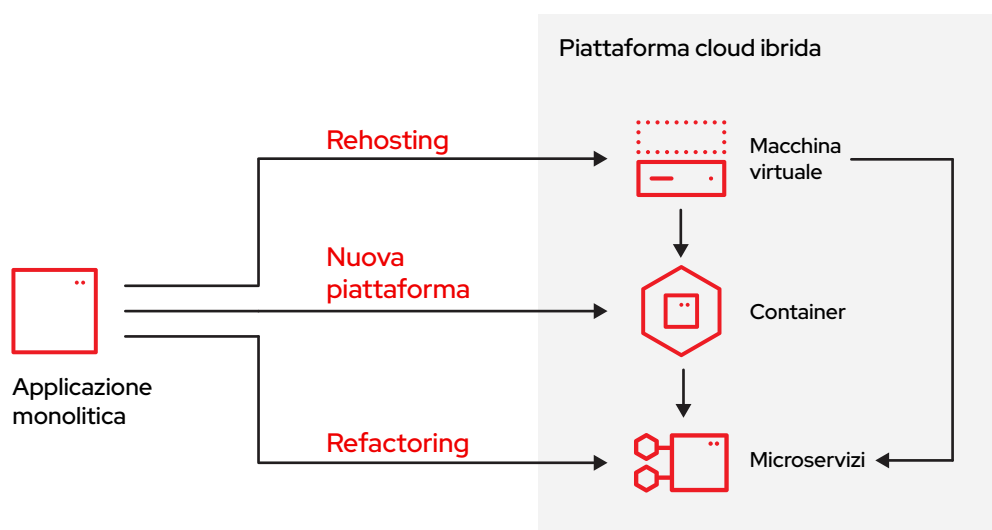 Piattaforma cloud ibrida
Rehosting
Macchina
virtuale
Nuova
piattaforma
Container
Applicazione
monolitica
Refactoring
Microservizi